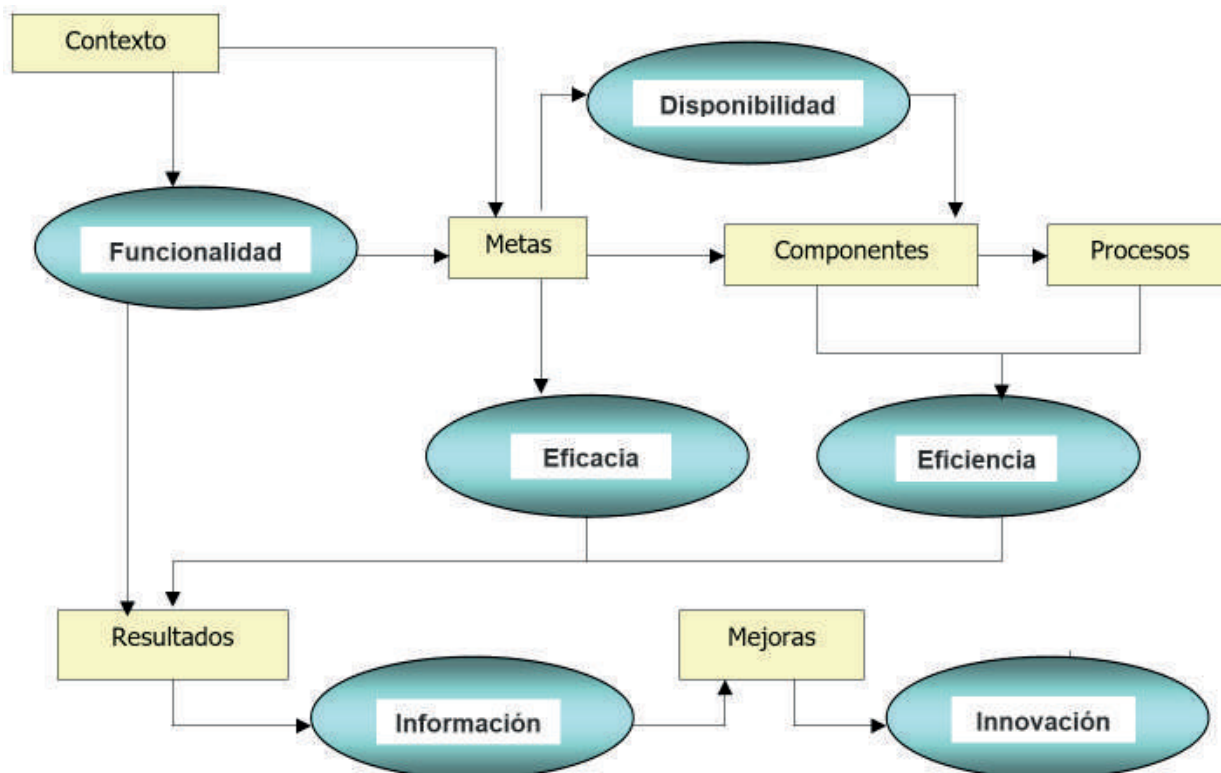 Contexto
Disponibilidad
Funcionalidad
Metas
Componentes
Procesos
Eficacia
Eficiencia
Resultados
Mejoras
Información
Innovación